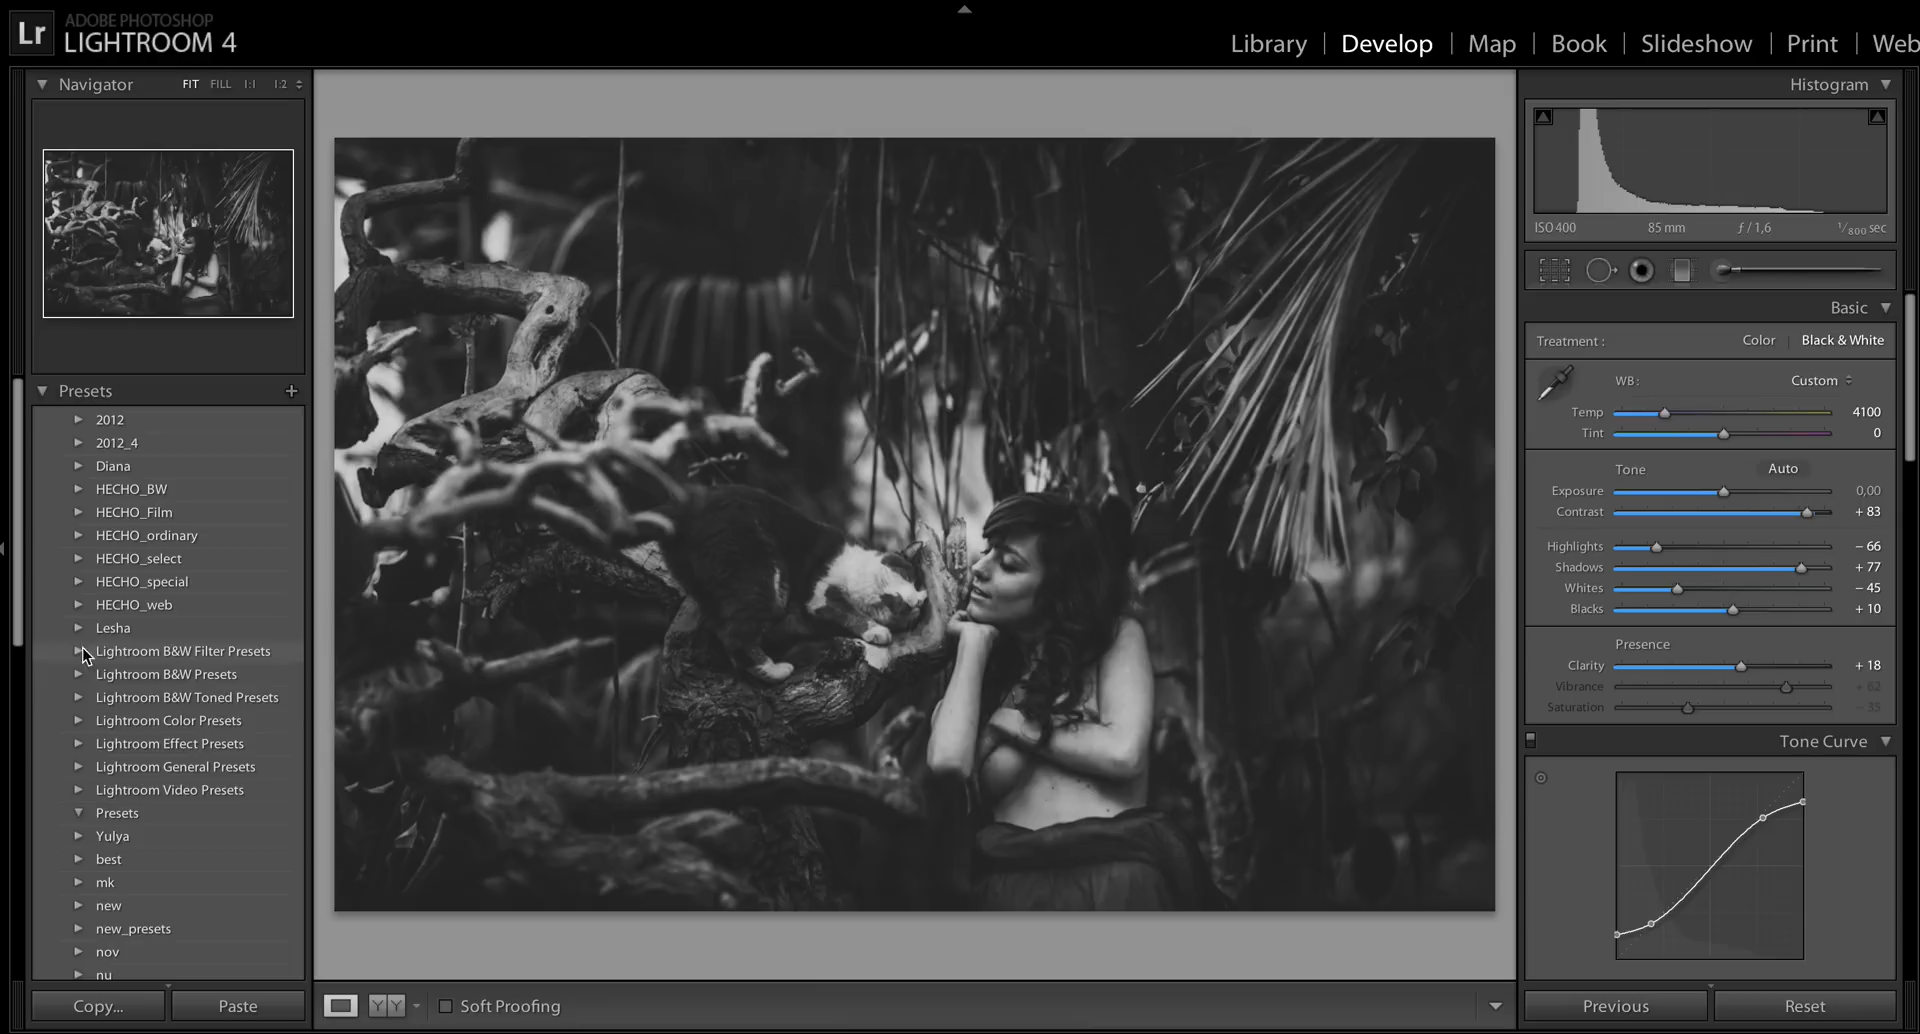 Lr
ADOBE PHOTOSHOP
LIGHTROOM 4
Library | Develop | Map | Book | Slideshow | Print | Web
Navigator FIT FILL 1:1 1:2
Presets +
2012
2012_4
Diana
HECHO_BW
HECHO_Film
HECHO_ordinary
HECHO_select
HECHO_special
HECHO_web
Lesha
Lightroom B&W Filter Presets
Lightroom B&W Presets
Lightroom B&W Toned Presets
Lightroom Color Presets
Lightroom Effect Presets
Lightroom General Presets
Lightroom Video Presets
Presets
Yulya
best
mk
new
new_presets
nov
nu
Copy... Paste
YY Soft Proofing
Histogram
ISO 400 85 mm ƒ / 1,6 1/800 sec
Basic
Treatment : Color | Black & White
WB : Custom
Temp 4100
Tint 0
Tone Auto
Exposure 0,00
Contrast + 83
Highlights − 66
Shadows + 77
Whites − 45
Blacks + 10
Presence
Clarity + 18
Vibrance + 62
Saturation − 35
Tone Curve
Previous Reset